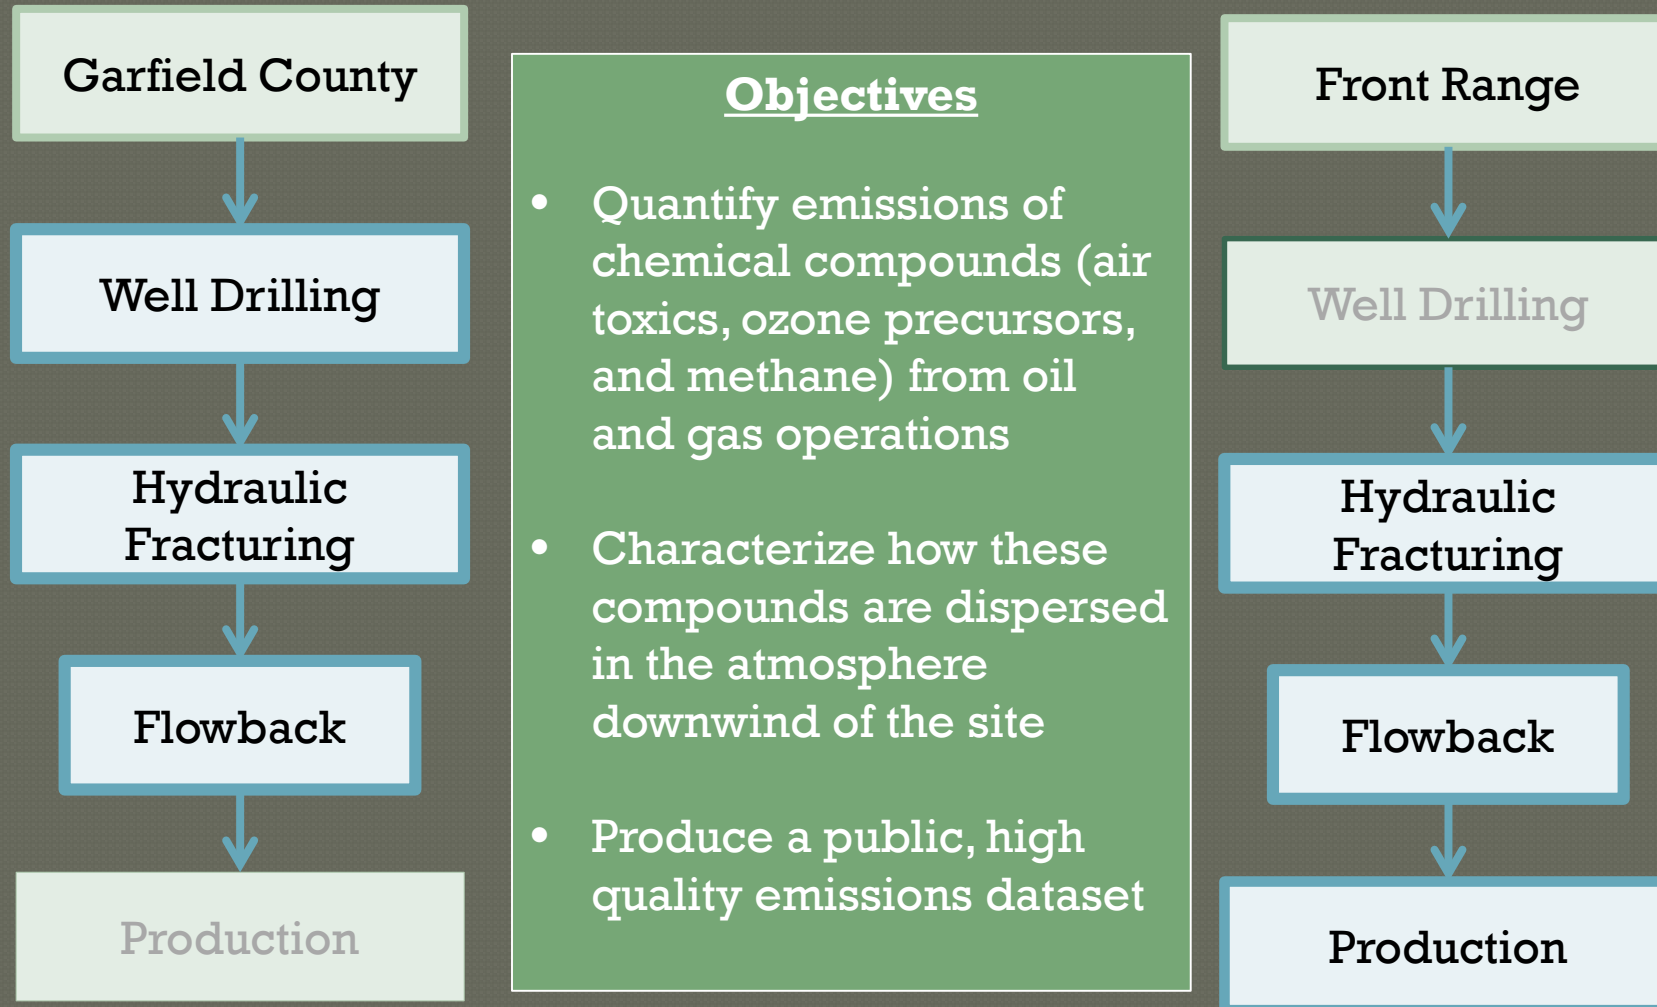 Garfield County
Well Drilling
Hydraulic
Fracturing
Flowback
Production
Objectives
• Quantify emissions of
chemical compounds (air
toxics, ozone precursors,
and methane) from oil
and gas operations
• Characterize how these
compounds are dispersed
in the atmosphere
downwind of the site
• Produce a public, high
quality emissions dataset
Front Range
Well Drilling
Hydraulic
Fracturing
Flowback
Production